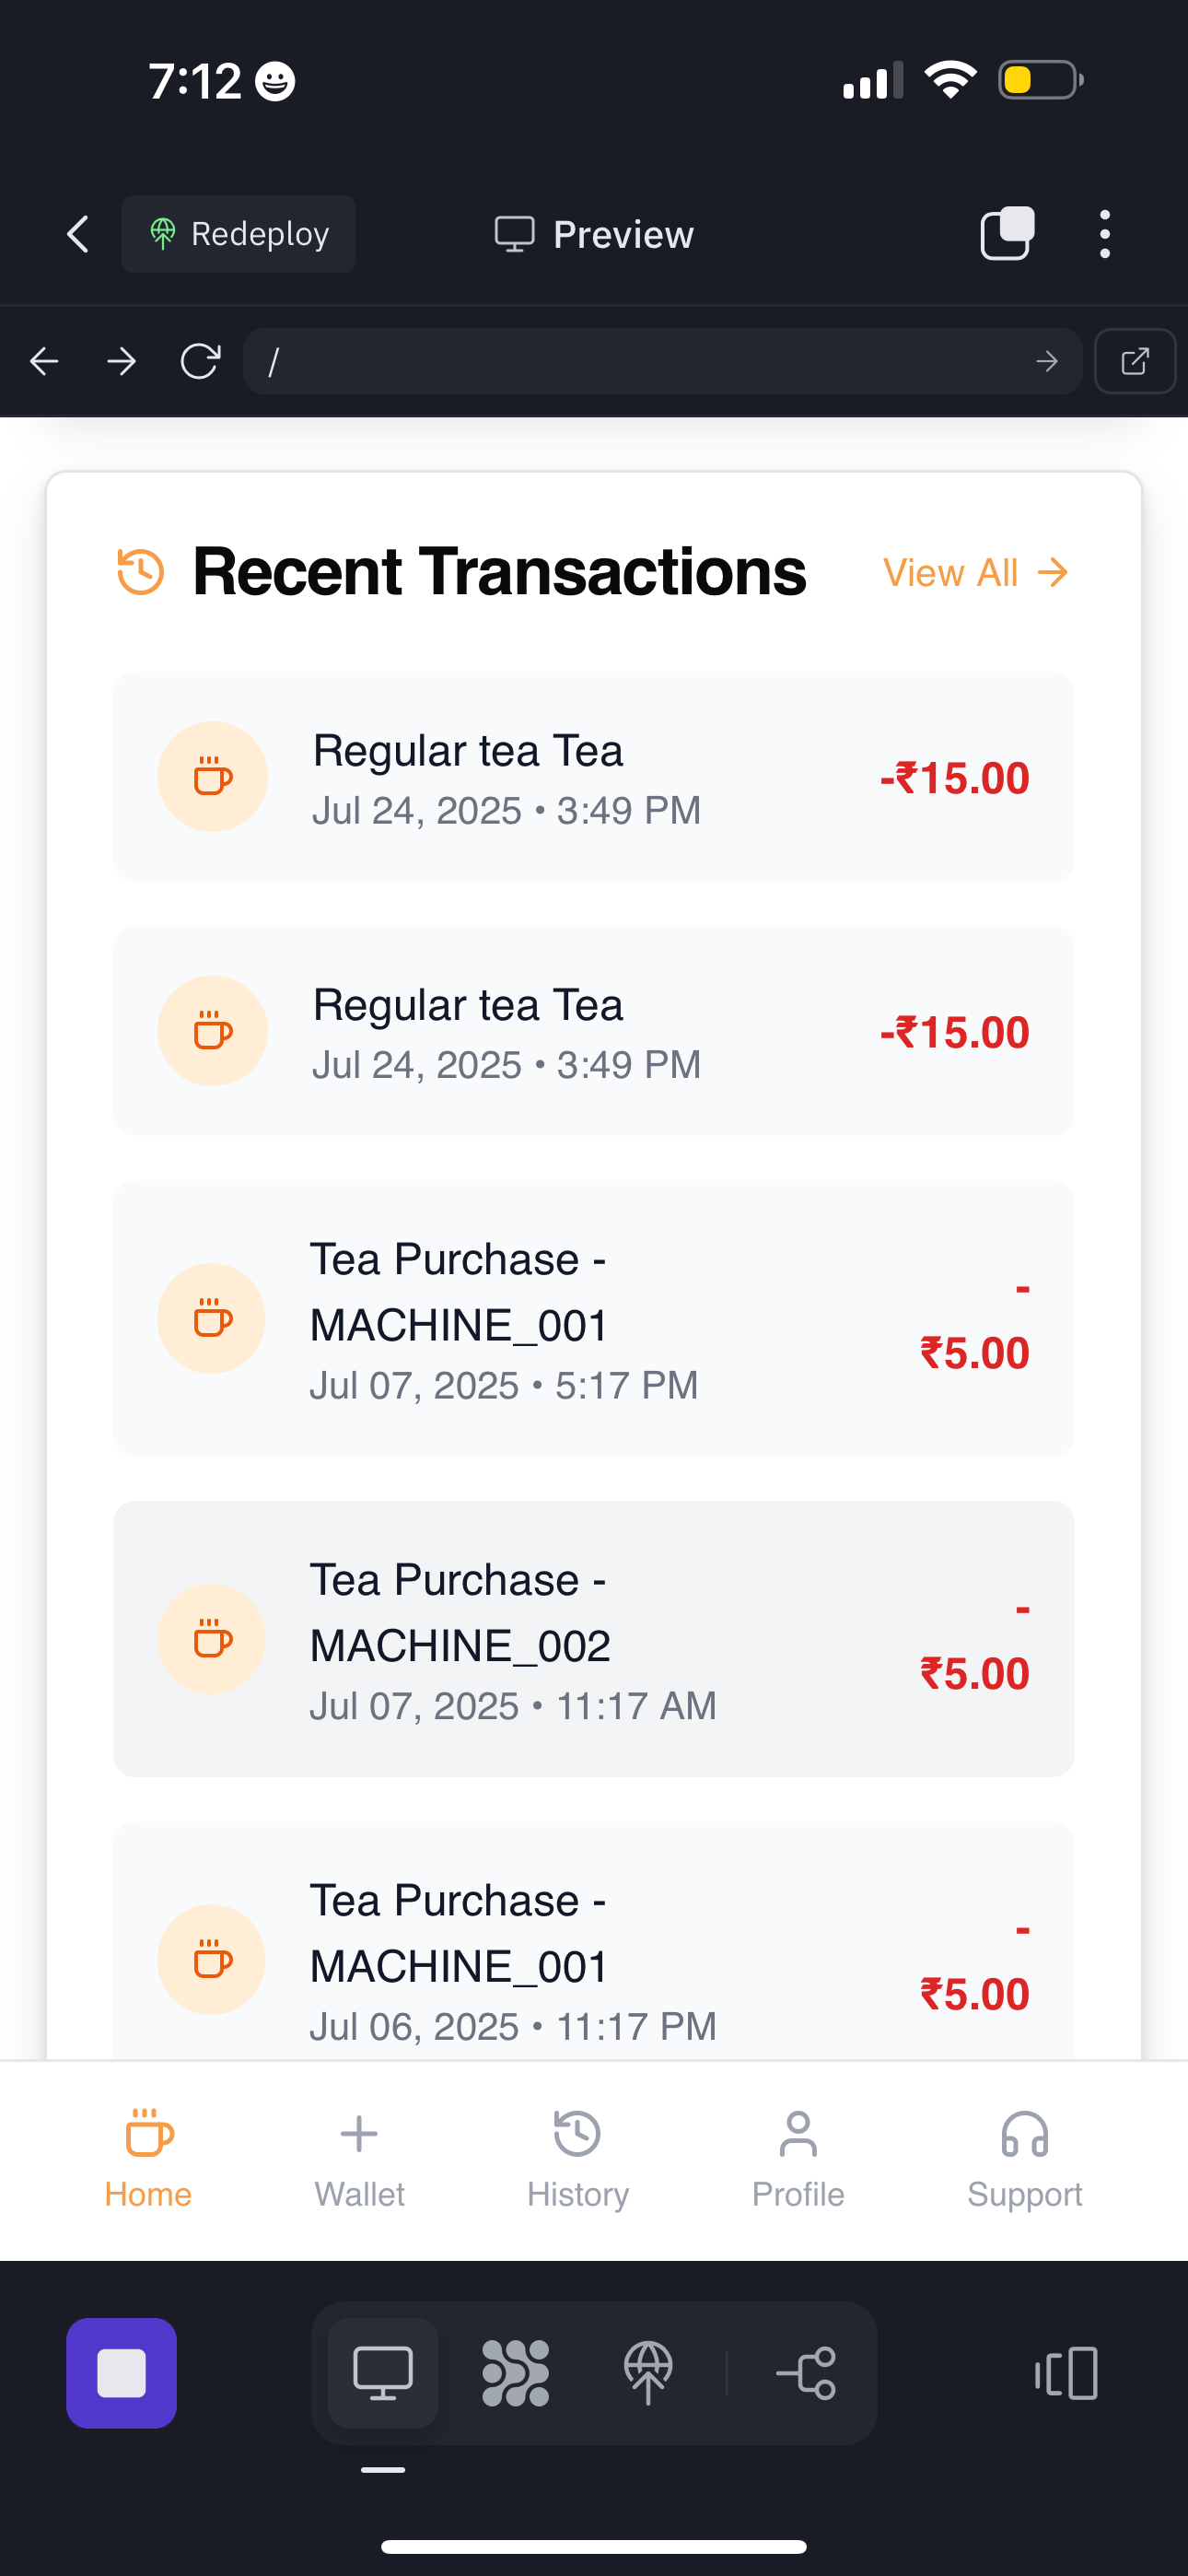 7:12
Redeploy
Preview
/
Recent Transactions
View All
Regular tea Tea
Jul 24, 2025 • 3:49 PM
-₹15.00
Regular tea Tea
Jul 24, 2025 • 3:49 PM
-₹15.00
Tea Purchase -
MACHINE_001
Jul 07, 2025 • 5:17 PM
-
₹5.00
Tea Purchase -
MACHINE_002
Jul 07, 2025 • 11:17 AM
-
₹5.00
Tea Purchase -
MACHINE_001
Jul 06, 2025 • 11:17 PM
-
₹5.00
Home
Wallet
History
Profile
Support